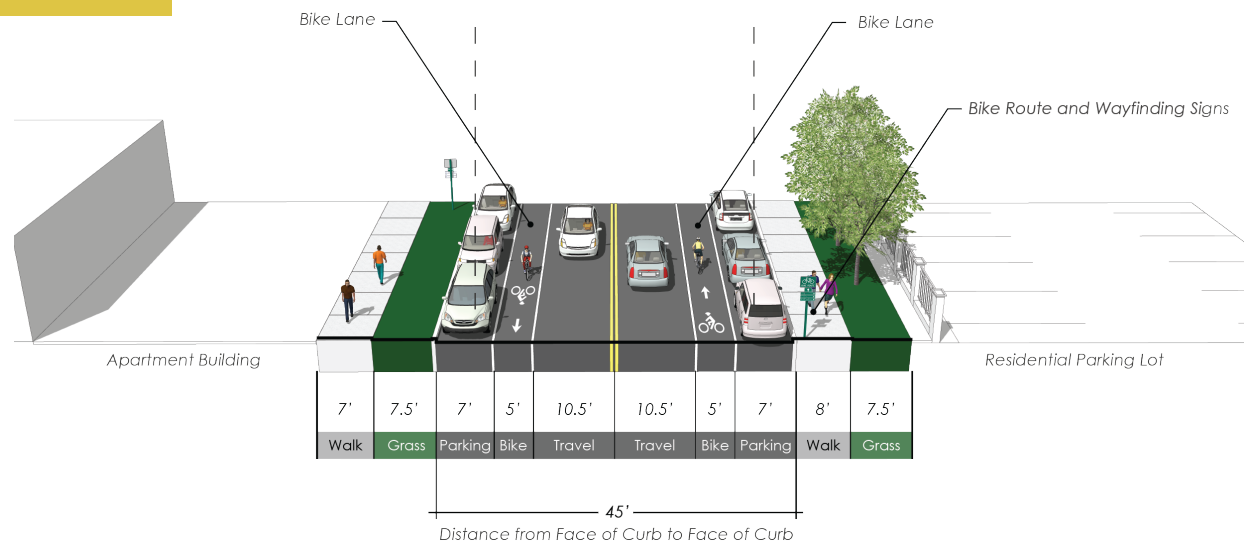 Bike Lane
Bike Lane
Bike Route and Wayfinding Signs
Apartment Building
Residential Parking Lot
7’ 7.5’ 7’ 5’ 10.5’ 10.5’ 5’ 7’ 8’ 7.5’
Walk Grass Parking Bike Travel Travel Bike Parking Walk Grass
45’
Distance from Face of Curb to Face of Curb